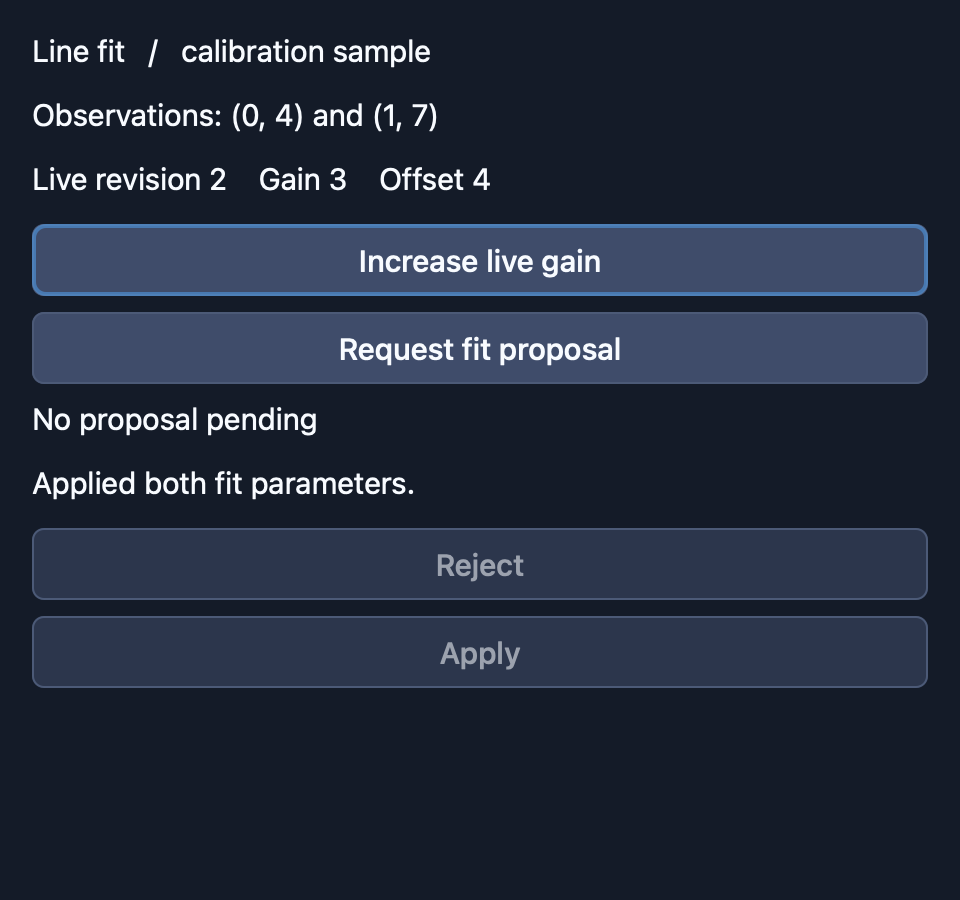 Line fit / calibration sample
Observations: (0, 4) and (1, 7)
Live revision 2 Gain 3 Offset 4
Increase live gain
Request fit proposal
No proposal pending
Applied both fit parameters.
Reject
Apply